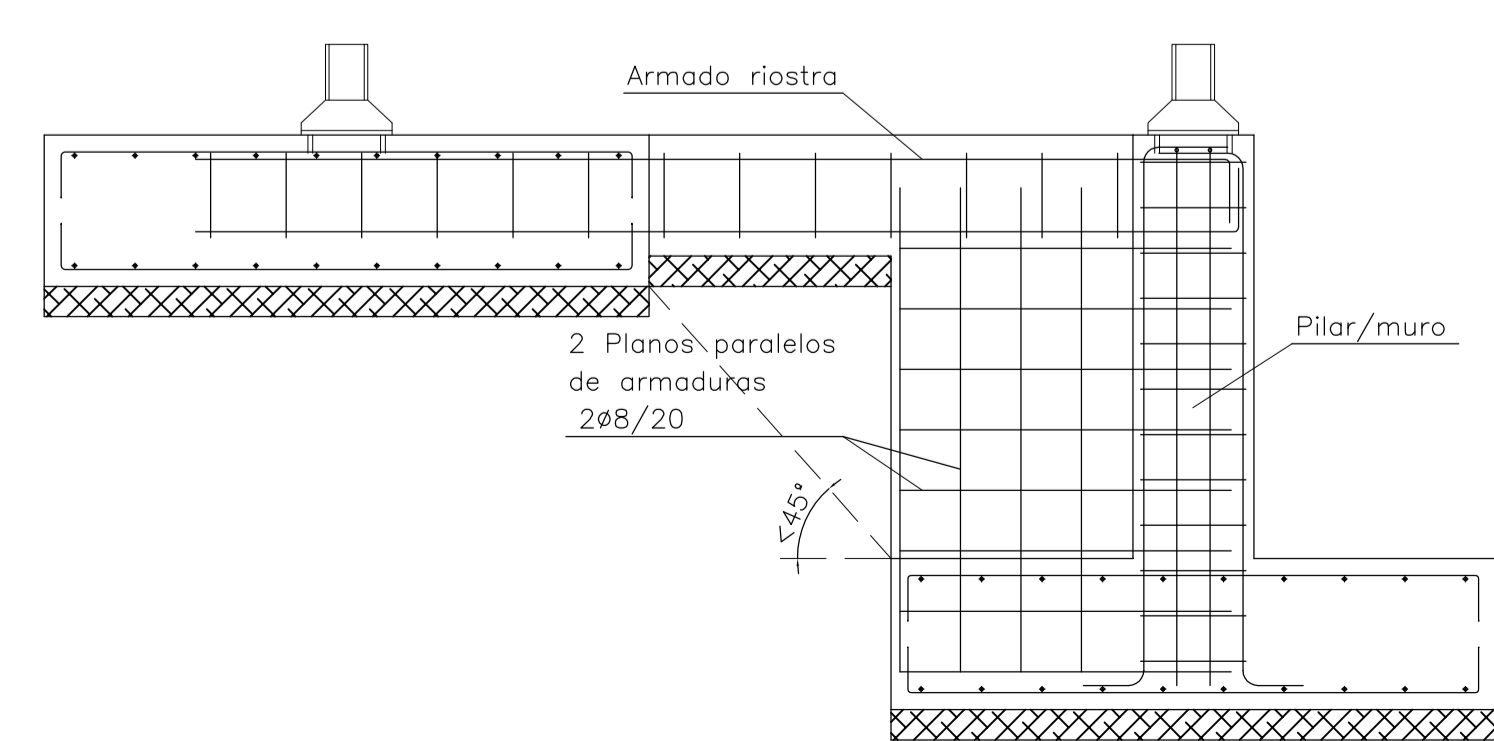 Armado riostra
Pilar/muro
2 Planos paralelos
de armaduras
2ø8/20
<45°